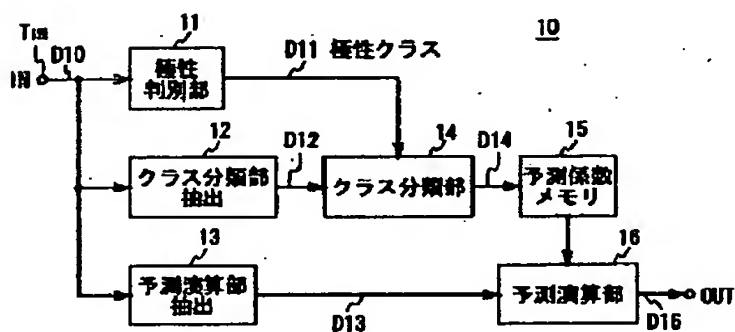 10
TIN
IN
D10
11
極性
判別部
D11 極性クラス
12
クラス分類部
抽出
D12
14
クラス分類部
D14
15
予測係数
メモリ
13
予測演算部
抽出
D13
16
予測演算部
D16
OUT